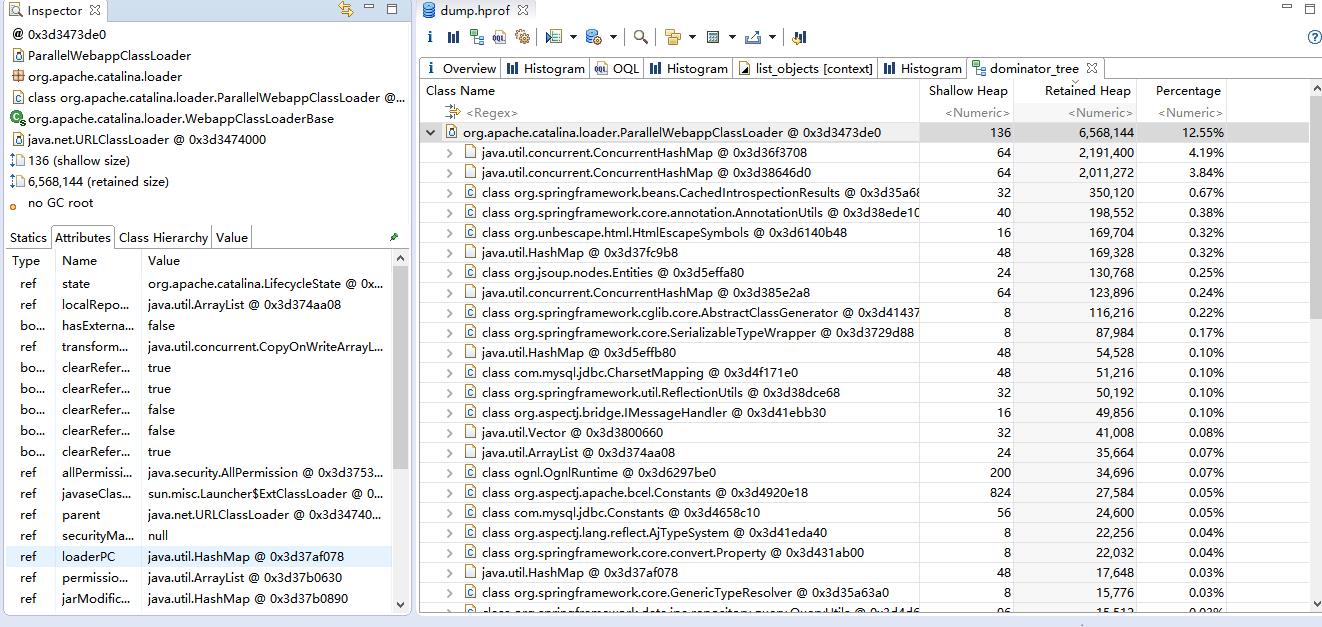 Inspector
@ 0x3d3473de0
ParallelWebappClassLoader
org.apache.catalina.loader
class org.apache.catalina.loader.ParallelWebappClassLoader @...
org.apache.catalina.loader.WebappClassLoaderBase
java.net.URLClassLoader @ 0x3d3474000
136 (shallow size)
6,568,144 (retained size)
no GC root
Statics Attributes Class Hierarchy Value
Type Name Value
ref state org.apache.catalina.LifecycleState @ 0x...
ref localRepo... java.util.ArrayList @ 0x3d374aa08
bo... hasExterna... false
ref transform... java.util.concurrent.CopyOnWriteArrayL...
bo... clearRefer... true
bo... clearRefer... true
bo... clearRefer... false
bo... clearRefer... false
bo... clearRefer... true
ref allPermissi... java.security.AllPermission @ 0x3d3753...
ref javaseClas... sun.misc.Launcher$ExtClassLoader @ 0...
ref parent java.net.URLClassLoader @ 0x3d34740...
ref securityMa... null
ref loaderPC java.util.HashMap @ 0x3d37af078
ref permissio... java.util.ArrayList @ 0x3d37b0630
ref jarModific... java.util.HashMap @ 0x3d37b0890
dump.hprof
i Overview Histogram OQL Histogram list_objects [context] Histogram dominator_tree
Class Name Shallow Heap Retained Heap Percentage
<Regex> <Numeric> <Numeric> <Numeric>
org.apache.catalina.loader.ParallelWebappClassLoader @ 0x3d3473de0 136 6,568,144 12.55%
java.util.concurrent.ConcurrentHashMap @ 0x3d36f3708 64 2,191,400 4.19%
java.util.concurrent.ConcurrentHashMap @ 0x3d38646d0 64 2,011,272 3.84%
class org.springframework.beans.CachedIntrospectionResults @ 0x3d35a68 32 350,120 0.67%
class org.springframework.core.annotation.AnnotationUtils @ 0x3d38ede10 40 198,552 0.38%
class org.unbescape.html.HtmlEscapeSymbols @ 0x3d6140b48 16 169,704 0.32%
java.util.HashMap @ 0x3d37fc9b8 48 169,328 0.32%
class org.jsoup.nodes.Entities @ 0x3d5effa80 24 130,768 0.25%
java.util.concurrent.ConcurrentHashMap @ 0x3d385e2a8 64 123,896 0.24%
class org.springframework.cglib.core.AbstractClassGenerator @ 0x3d41437 8 116,216 0.22%
class org.springframework.core.SerializableTypeWrapper @ 0x3d3729d88 8 87,984 0.17%
java.util.HashMap @ 0x3d5effb80 48 54,528 0.10%
class com.mysql.jdbc.CharsetMapping @ 0x3d4f171e0 48 51,216 0.10%
class org.springframework.util.ReflectionUtils @ 0x3d38dce68 32 50,192 0.10%
class org.aspectj.bridge.IMessageHandler @ 0x3d41ebb30 16 49,856 0.10%
java.util.Vector @ 0x3d3800660 32 41,008 0.08%
java.util.ArrayList @ 0x3d374aa08 24 35,664 0.07%
class ognl.OgnlRuntime @ 0x3d6297be0 200 34,696 0.07%
class org.aspectj.apache.bcel.Constants @ 0x3d4920e18 824 27,584 0.05%
class com.mysql.jdbc.Constants @ 0x3d4658c10 56 24,600 0.05%
class org.aspectj.lang.reflect.AjTypeSystem @ 0x3d41eda40 8 22,256 0.04%
class org.springframework.core.convert.Property @ 0x3d431ab00 8 22,032 0.04%
java.util.HashMap @ 0x3d37af078 48 17,648 0.03%
class org.springframework.core.GenericTypeResolver @ 0x3d35a63a0 8 15,776 0.03%